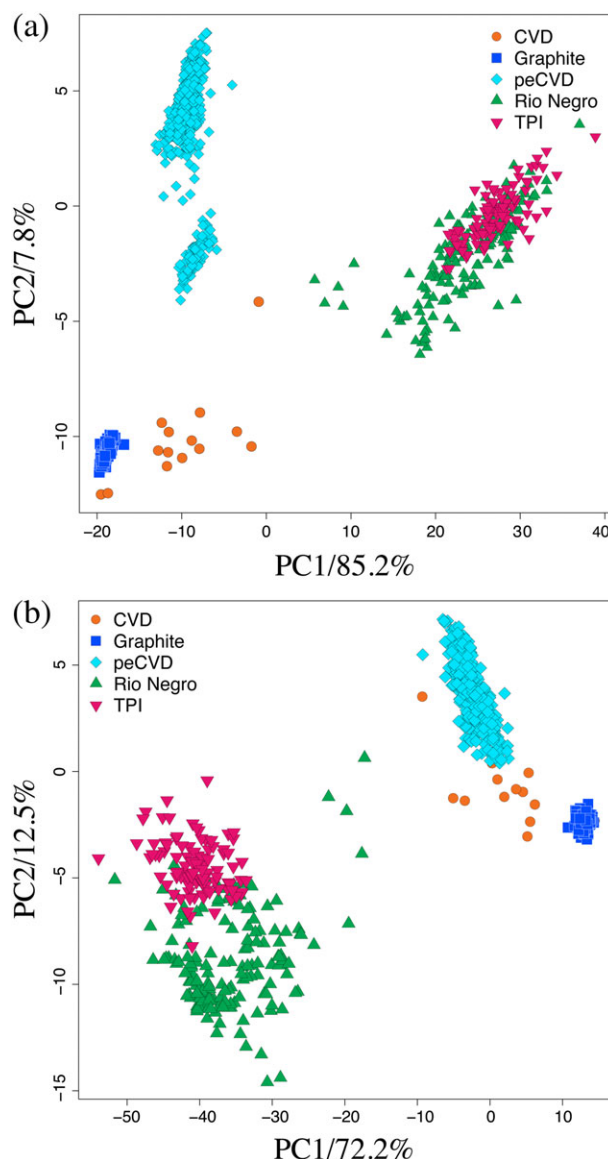 (a)
CVD
Graphite
peCVD
Rio Negro
TPI
5
0
−5
−10
PC2/7.8%
−20 −10 0 10 20 30 40
PC1/85.2%
(b)
CVD
Graphite
peCVD
Rio Negro
TPI
5
0
−5
−10
−15
PC2/12.5%
−50 −40 −30 −20 −10 0 10
PC1/72.2%